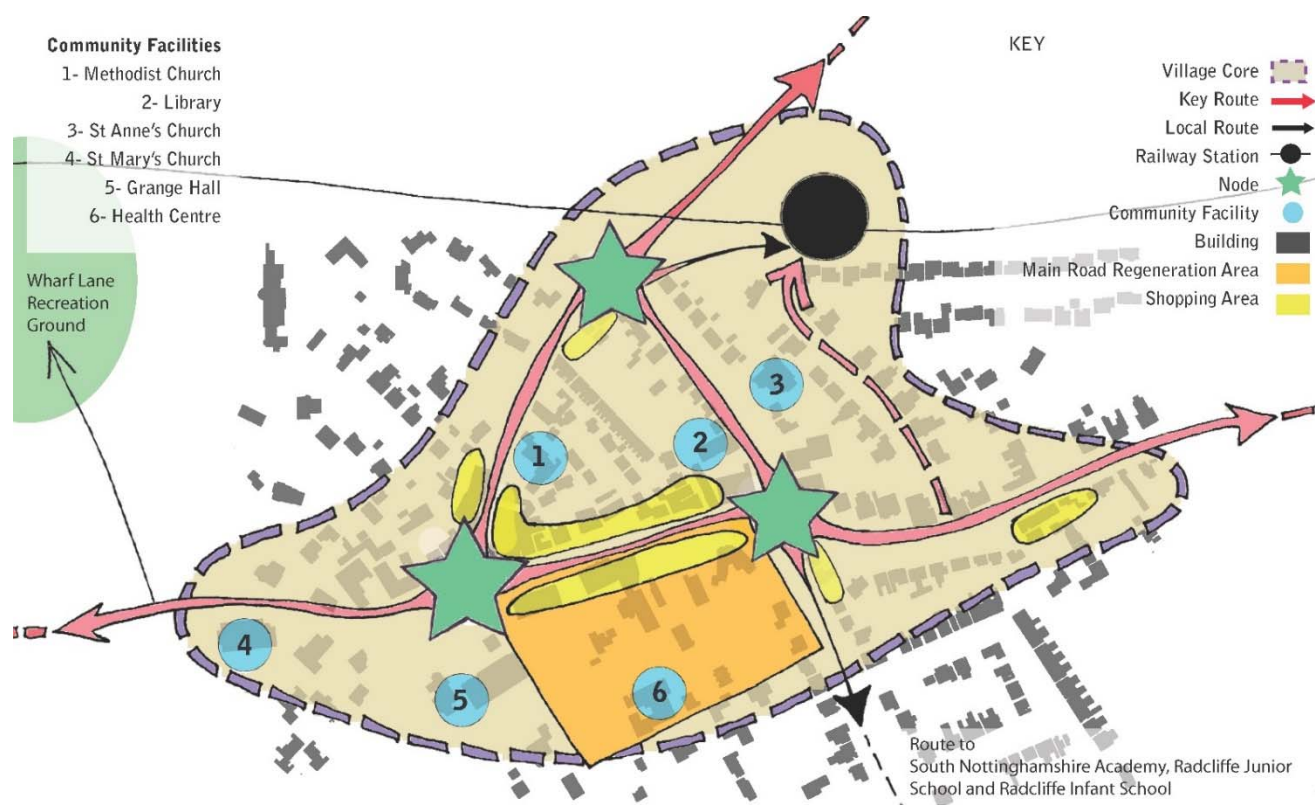 Community Facilities
1- Methodist Church
2- Library
3- St Anne's Church
4- St Mary's Church
5- Grange Hall
6- Health Centre
KEY
Village Core
Key Route
Local Route
Railway Station
Node
Community Facility
Building
Main Road Regeneration Area
Shopping Area
Wharf Lane
Recreation
Ground
3
2
1
4
5
6
Route to
South Nottinghamshire Academy, Radcliffe Junior
School and Radcliffe Infant School